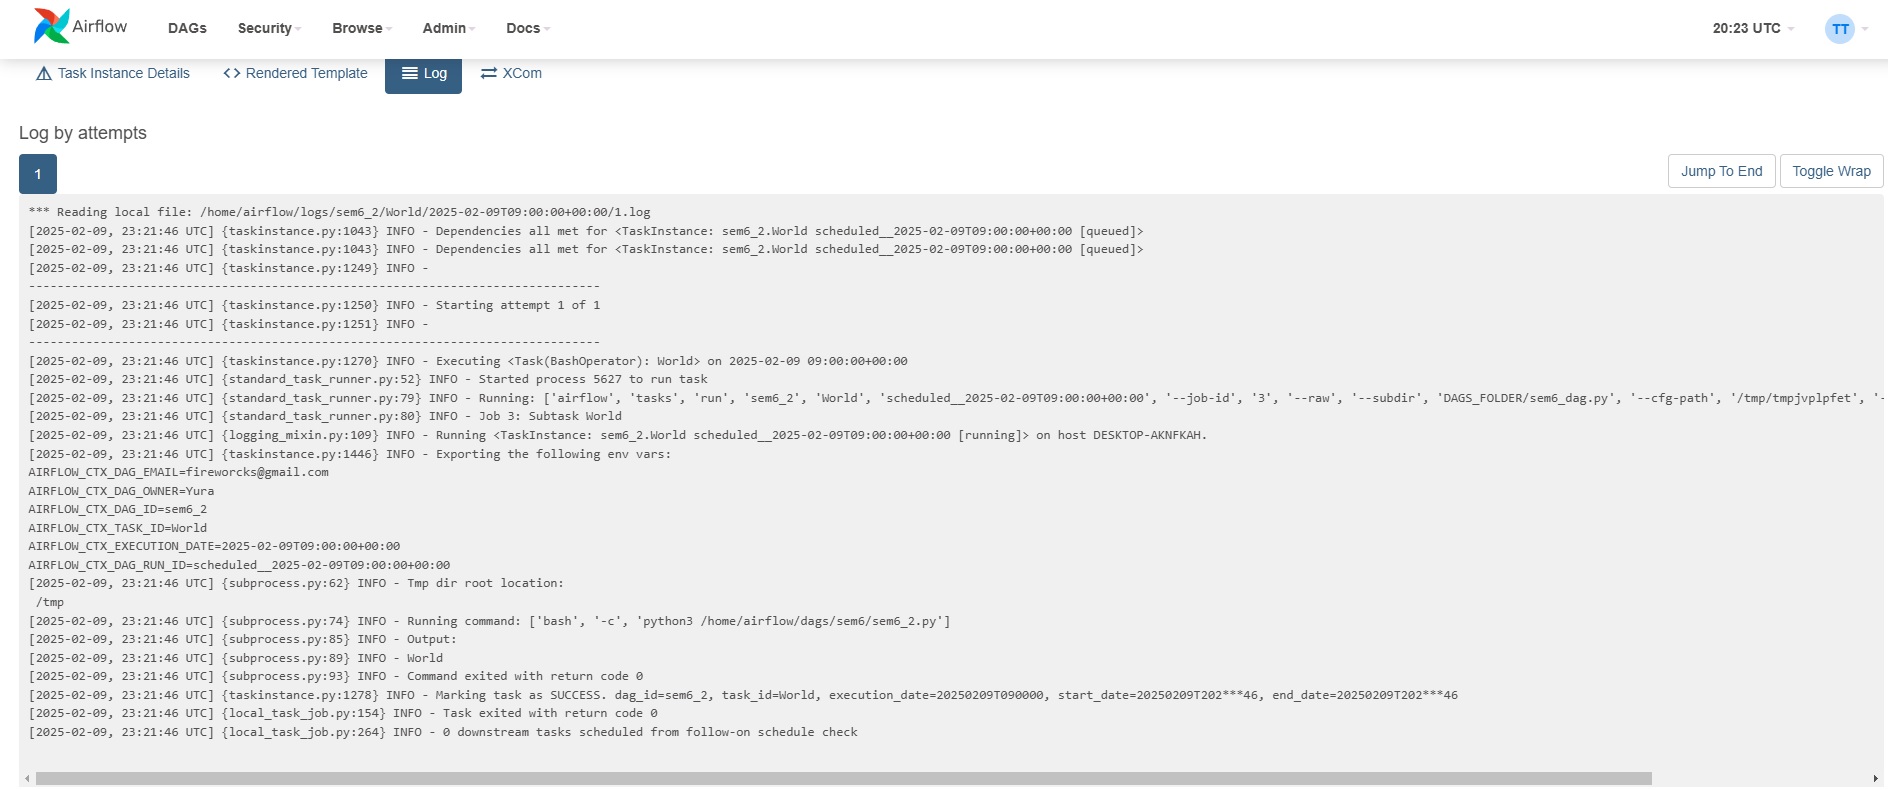 Airflow DAGs Security Browse Admin Docs 20:23 UTC TT
Task Instance Details Rendered Template Log XCom
Log by attempts
1 Jump To End Toggle Wrap
*** Reading local file: /home/airflow/logs/sem6_2/World/2025-02-09T09:00:00+00:00/1.log
[2025-02-09, 23:21:46 UTC] {taskinstance.py:1043} INFO - Dependencies all met for <TaskInstance: sem6_2.World scheduled__2025-02-09T09:00:00+00:00 [queued]>
[2025-02-09, 23:21:46 UTC] {taskinstance.py:1043} INFO - Dependencies all met for <TaskInstance: sem6_2.World scheduled__2025-02-09T09:00:00+00:00 [queued]>
[2025-02-09, 23:21:46 UTC] {taskinstance.py:1249} INFO -
--------------------------------------------------------------------------------
[2025-02-09, 23:21:46 UTC] {taskinstance.py:1250} INFO - Starting attempt 1 of 1
[2025-02-09, 23:21:46 UTC] {taskinstance.py:1251} INFO -
--------------------------------------------------------------------------------
[2025-02-09, 23:21:46 UTC] {taskinstance.py:1270} INFO - Executing <Task(BashOperator): World> on 2025-02-09 09:00:00+00:00
[2025-02-09, 23:21:46 UTC] {standard_task_runner.py:52} INFO - Started process 5627 to run task
[2025-02-09, 23:21:46 UTC] {standard_task_runner.py:79} INFO - Running: ['airflow', 'tasks', 'run', 'sem6_2', 'World', 'scheduled__2025-02-09T09:00:00+00:00', '--job-id', '3', '--raw', '--subdir', 'DAGS_FOLDER/sem6_dag.py', '--cfg-path', '/tmp/tmpjvplpfet', '-
[2025-02-09, 23:21:46 UTC] {standard_task_runner.py:80} INFO - Job 3: Subtask World
[2025-02-09, 23:21:46 UTC] {logging_mixin.py:109} INFO - Running <TaskInstance: sem6_2.World scheduled__2025-02-09T09:00:00+00:00 [running]> on host DESKTOP-AKNFKAH.
[2025-02-09, 23:21:46 UTC] {taskinstance.py:1446} INFO - Exporting the following env vars:
AIRFLOW_CTX_DAG_EMAIL=fireworcks@gmail.com
AIRFLOW_CTX_DAG_OWNER=Yura
AIRFLOW_CTX_DAG_ID=sem6_2
AIRFLOW_CTX_TASK_ID=World
AIRFLOW_CTX_EXECUTION_DATE=2025-02-09T09:00:00+00:00
AIRFLOW_CTX_DAG_RUN_ID=scheduled__2025-02-09T09:00:00+00:00
[2025-02-09, 23:21:46 UTC] {subprocess.py:62} INFO - Tmp dir root location:
/tmp
[2025-02-09, 23:21:46 UTC] {subprocess.py:74} INFO - Running command: ['bash', '-c', 'python3 /home/airflow/dags/sem6/sem6_2.py']
[2025-02-09, 23:21:46 UTC] {subprocess.py:85} INFO - Output:
[2025-02-09, 23:21:46 UTC] {subprocess.py:89} INFO - World
[2025-02-09, 23:21:46 UTC] {subprocess.py:93} INFO - Command exited with return code 0
[2025-02-09, 23:21:46 UTC] {taskinstance.py:1278} INFO - Marking task as SUCCESS. dag_id=sem6_2, task_id=World, execution_date=20250209T090000, start_date=20250209T202***46, end_date=20250209T202***46
[2025-02-09, 23:21:46 UTC] {local_task_job.py:154} INFO - Task exited with return code 0
[2025-02-09, 23:21:46 UTC] {local_task_job.py:264} INFO - 0 downstream tasks scheduled from follow-on schedule check